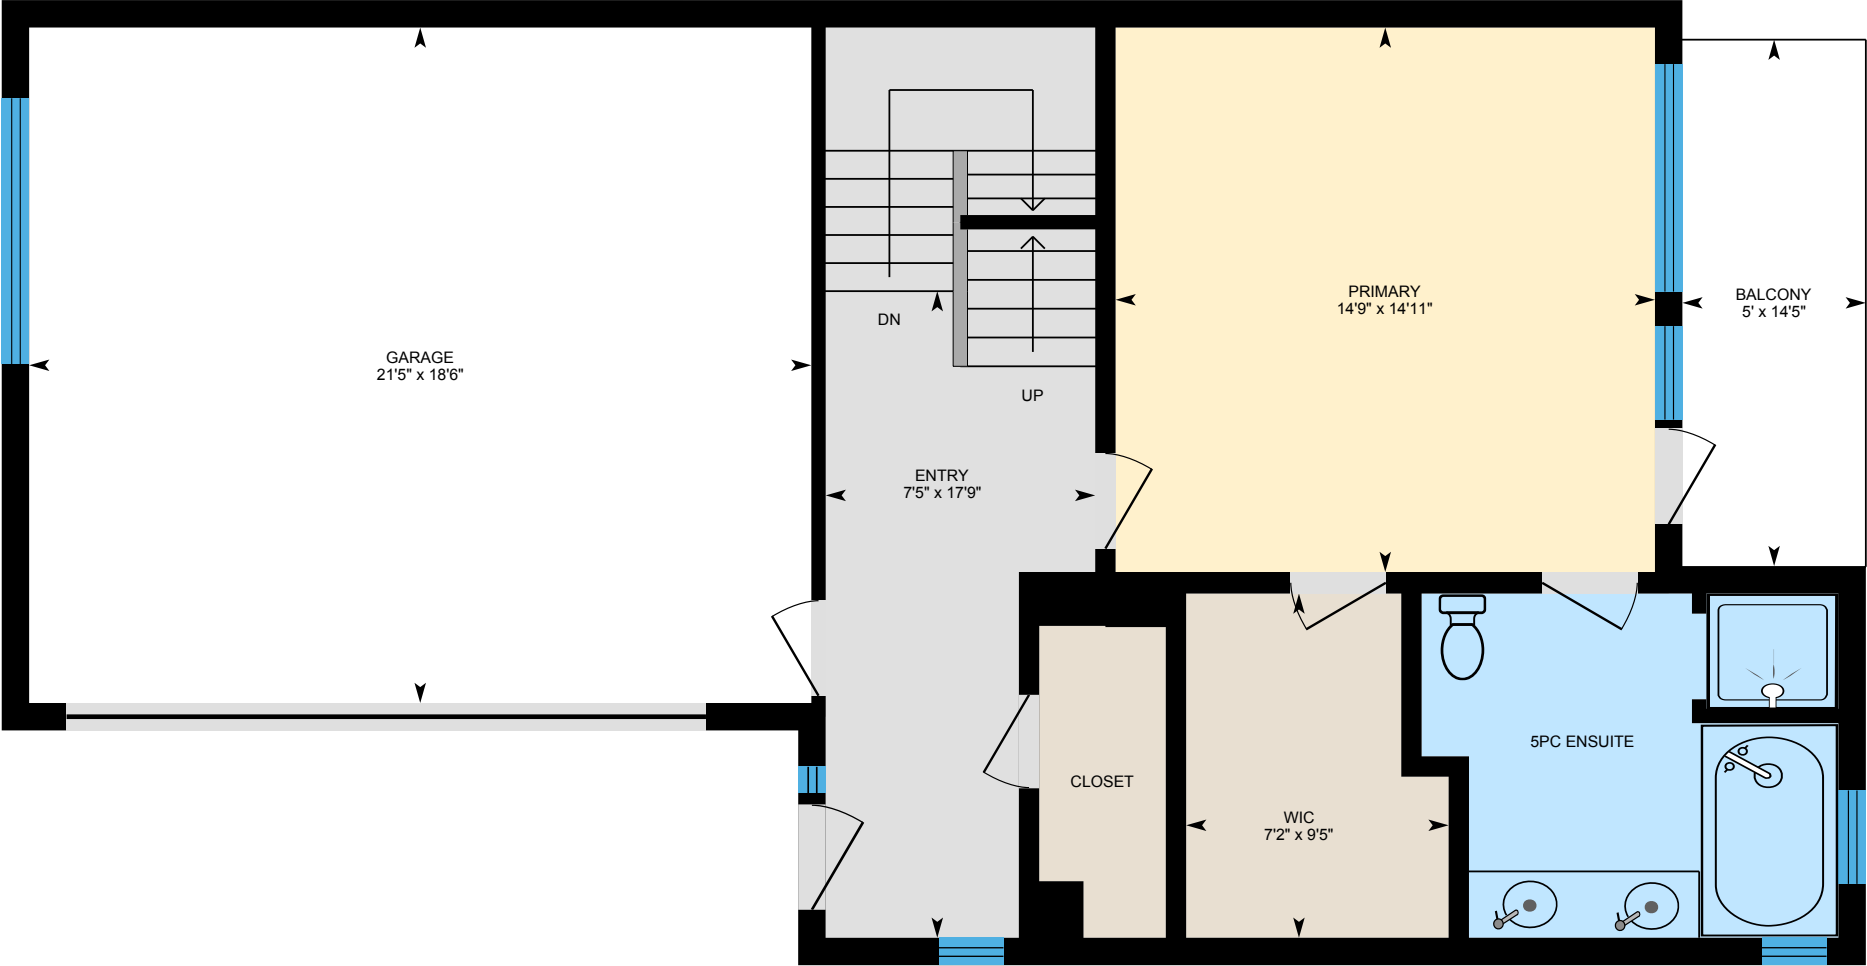 GARAGE
21'5" x 18'6"
DN
UP
ENTRY
7'5" x 17'9"
PRIMARY
14'9" x 14'11"
BALCONY
5' x 14'5"
CLOSET
WIC
7'2" x 9'5"
5PC ENSUITE